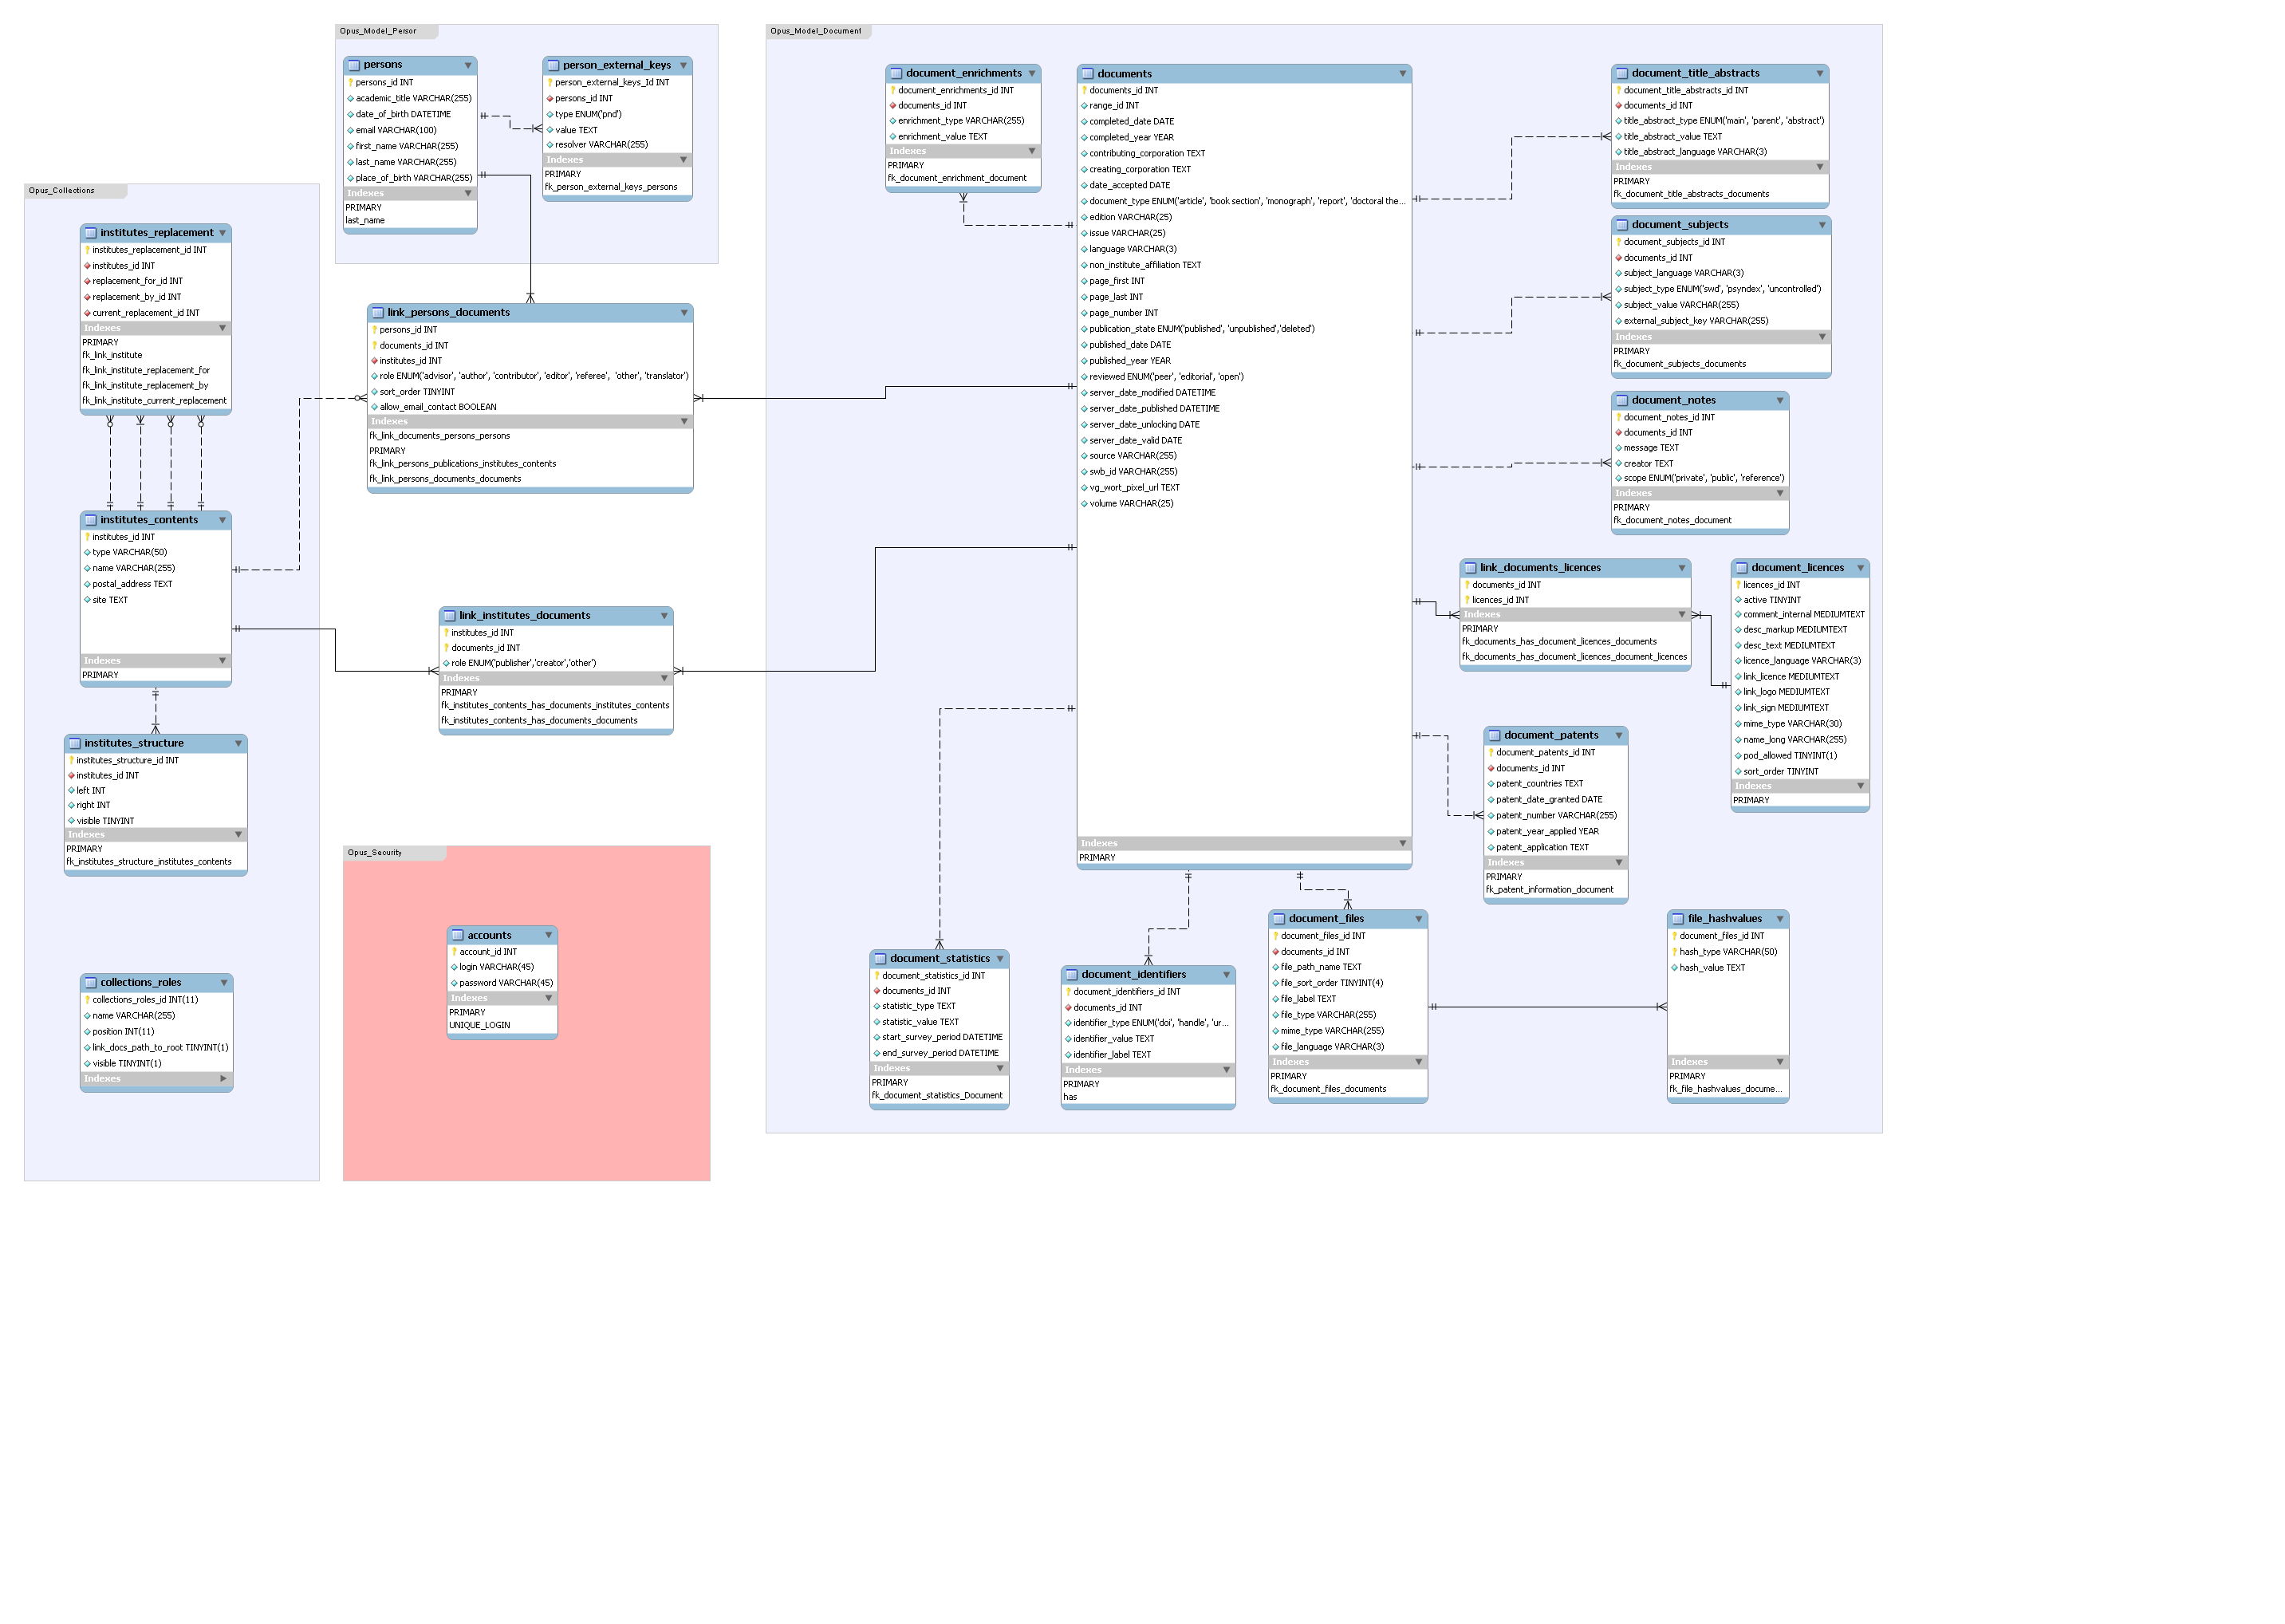 Opus_Model_Person
persons
persons_id INT
academic_title VARCHAR(255)
date_of_birth DATETIME
email VARCHAR(100)
first_name VARCHAR(255)
last_name VARCHAR(255)
place_of_birth VARCHAR(255)
Indexes
PRIMARY
last_name
person_external_keys
person_external_keys_Id INT
persons_id INT
type ENUM('pnd')
value TEXT
resolver VARCHAR(255)
Indexes
PRIMARY
fk_person_external_keys_persons
Opus_Collections
institutes_replacement
institutes_replacement_id INT
institutes_id INT
replacement_for_id INT
replacement_by_id INT
current_replacement_id INT
Indexes
PRIMARY
fk_link_institute
fk_link_institute_replacement_for
fk_link_institute_replacement_by
fk_link_institute_current_replacement
institutes_contents
institutes_id INT
type VARCHAR(50)
name VARCHAR(255)
postal_address TEXT
site TEXT
Indexes
PRIMARY
institutes_structure
institutes_structure_id INT
institutes_id INT
left INT
right INT
visible TINYINT
Indexes
PRIMARY
fk_institutes_structure_institutes_contents
collections_roles
collections_roles_id INT(11)
name VARCHAR(255)
position INT(11)
link_docs_path_to_root TINYINT(1)
visible TINYINT(1)
Indexes
link_persons_documents
persons_id INT
documents_id INT
institutes_id INT
role ENUM('advisor', 'author', 'contributor', 'editor', 'referee',  'other', 'translator')
sort_order TINYINT
allow_email_contact BOOLEAN
Indexes
fk_link_documents_persons_persons
PRIMARY
fk_link_persons_publications_institutes_contents
fk_link_persons_documents_documents
link_institutes_documents
institutes_id INT
documents_id INT
role ENUM('publisher','creator','other')
Indexes
PRIMARY
fk_institutes_contents_has_documents_institutes_contents
fk_institutes_contents_has_documents_documents
Opus_Security
accounts
account_id INT
login VARCHAR(45)
password VARCHAR(45)
Indexes
PRIMARY
UNIQUE_LOGIN
Opus_Model_Document
document_enrichments
document_enrichments_id INT
documents_id INT
enrichment_type VARCHAR(255)
enrichment_value TEXT
Indexes
PRIMARY
fk_document_enrichment_document
documents
documents_id INT
range_id INT
completed_date DATE
completed_year YEAR
contributing_corporation TEXT
creating_corporation TEXT
date_accepted DATE
document_type ENUM('article', 'book section', 'monograph', 'report', 'doctoral the...
edition VARCHAR(25)
issue VARCHAR(25)
language VARCHAR(3)
non_institute_affiliation TEXT
page_first INT
page_last INT
page_number INT
publication_state ENUM('published', 'unpublished','deleted')
published_date DATE
published_year YEAR
reviewed ENUM('peer', 'editorial', 'open')
server_date_modified DATETIME
server_date_published DATETIME
server_date_unlocking DATE
server_date_valid DATE
source VARCHAR(255)
swb_id VARCHAR(255)
vg_wort_pixel_url TEXT
volume VARCHAR(25)
Indexes
PRIMARY
document_title_abstracts
document_title_abstracts_id INT
documents_id INT
title_abstract_type ENUM('main', 'parent', 'abstract')
title_abstract_value TEXT
title_abstract_language VARCHAR(3)
Indexes
PRIMARY
fk_document_title_abstracts_documents
document_subjects
document_subjects_id INT
documents_id INT
subject_language VARCHAR(3)
subject_type ENUM('swd', 'psyndex', 'uncontrolled')
subject_value VARCHAR(255)
external_subject_key VARCHAR(255)
Indexes
PRIMARY
fk_document_subjects_documents
document_notes
document_notes_id INT
documents_id INT
message TEXT
creator TEXT
scope ENUM('private', 'public', 'reference')
Indexes
PRIMARY
fk_document_notes_document
link_documents_licences
documents_id INT
licences_id INT
Indexes
PRIMARY
fk_documents_has_document_licences_documents
fk_documents_has_document_licences_document_licences
document_licences
licences_id INT
active TINYINT
comment_internal MEDIUMTEXT
desc_markup MEDIUMTEXT
desc_text MEDIUMTEXT
licence_language VARCHAR(3)
link_licence MEDIUMTEXT
link_logo MEDIUMTEXT
link_sign MEDIUMTEXT
mime_type VARCHAR(30)
name_long VARCHAR(255)
pod_allowed TINYINT(1)
sort_order TINYINT
Indexes
PRIMARY
document_patents
document_patents_id INT
documents_id INT
patent_countries TEXT
patent_date_granted DATE
patent_number VARCHAR(255)
patent_year_applied YEAR
patent_application TEXT
Indexes
PRIMARY
fk_patent_information_document
document_statistics
document_statistics_id INT
documents_id INT
statistic_type TEXT
statistic_value TEXT
start_survey_period DATETIME
end_survey_period DATETIME
Indexes
PRIMARY
fk_document_statistics_Document
document_identifiers
document_identifiers_id INT
documents_id INT
identifier_type ENUM('doi', 'handle', 'ur...
identifier_value TEXT
identifier_label TEXT
Indexes
PRIMARY
has
document_files
document_files_id INT
documents_id INT
file_path_name TEXT
file_sort_order TINYINT(4)
file_label TEXT
file_type VARCHAR(255)
mime_type VARCHAR(255)
file_language VARCHAR(3)
Indexes
PRIMARY
fk_document_files_documents
file_hashvalues
document_files_id INT
hash_type VARCHAR(50)
hash_value TEXT
Indexes
PRIMARY
fk_file_hashvalues_docume...